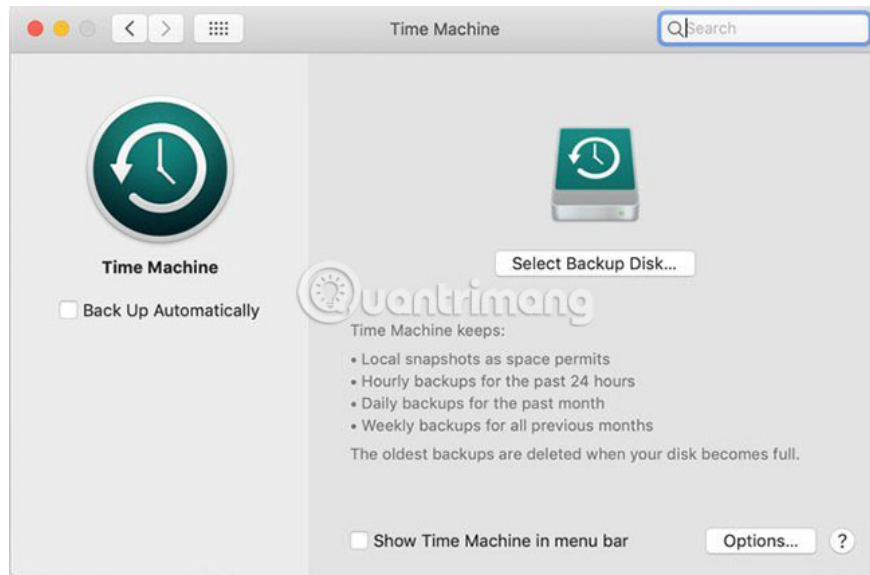 Time Machine
Search
Select Backup Disk...
Time Machine
Back Up Automatically
Quantrimang
Time Machine keeps:
• Local snapshots as space permits
• Hourly backups for the past 24 hours
• Daily backups for the past month
• Weekly backups for all previous months
The oldest backups are deleted when your disk becomes full.
Show Time Machine in menu bar
Options...
?